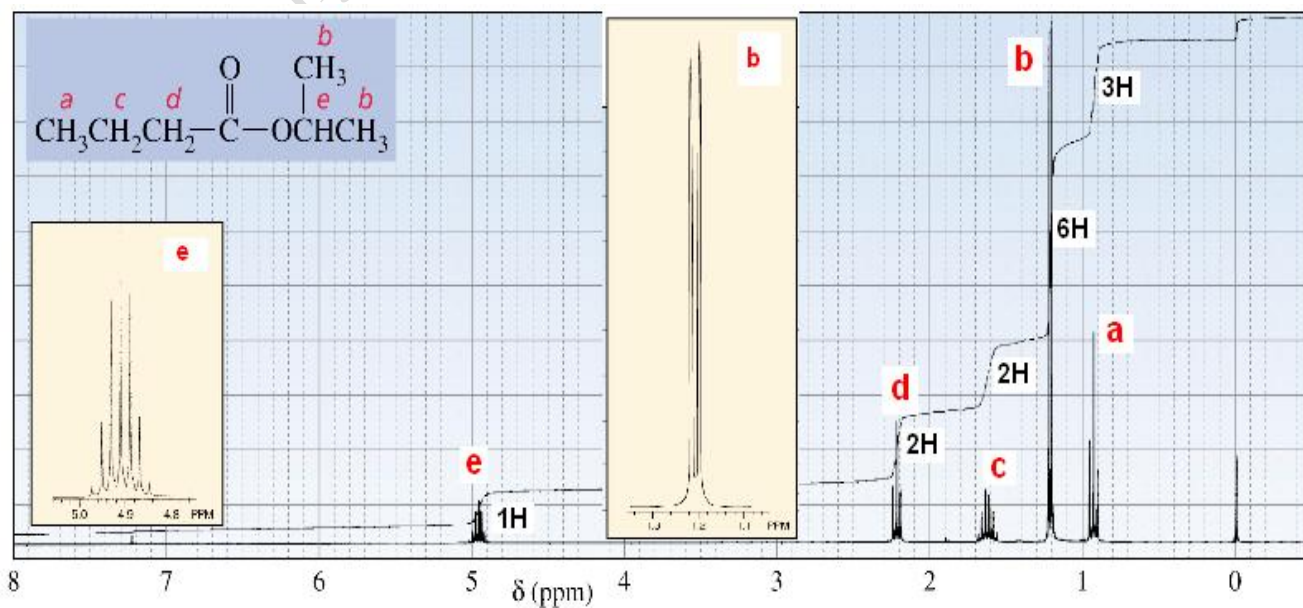 b
O CH₃
a c d e b
CH₃CH₂CH₂—C—OCHCH₃
e
5.0 4.9 4.8 PPM
b
1.3 1.2 1.1 PPM
b
3H
6H
a
2H
d
2H
c
e
1H
8 7 6 5 4 3 2 1 0
δ (ppm)